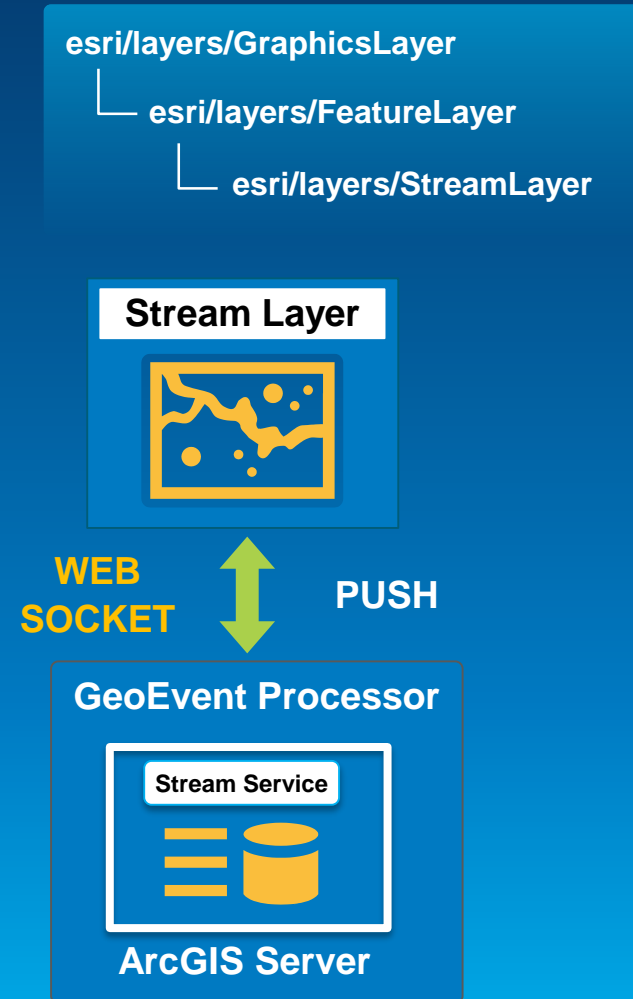 esri/layers/GraphicsLayer
esri/layers/FeatureLayer
esri/layers/StreamLayer
Stream Layer
WEB
SOCKET
PUSH
GeoEvent Processor
Stream Service
ArcGIS Server